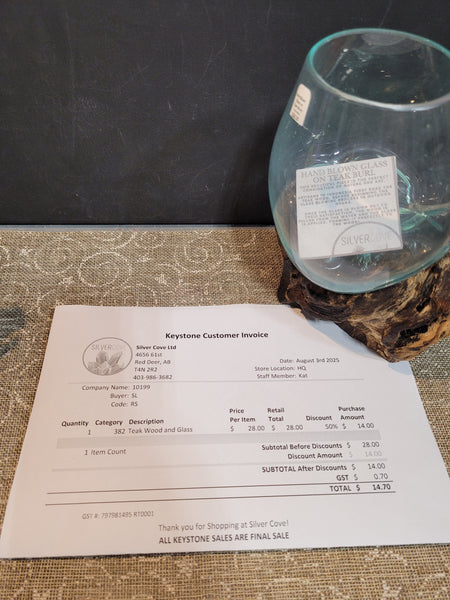 HAND BLOWN GLASS
ON TEAK BURL
SILVER
Keystone Customer Invoice
SILVER
Silver Cove Ltd
4656 61st
Red Deer, AB
T4N 2R2
403-986-3682
Date: August 3rd 2025
Store Location: HQ
Staff Member: Kat
Company Name: 10199
Buyer: SL
Code: RS
Quantity Category Description Price Per Item Retail Total Discount Purchase Amount
1 382 Teak Wood and Glass $ 28.00 $ 28.00 50% $ 14.00
1 Item Count
Subtotal Before Discounts $ 28.00
Discount Amount $ 14.00
SUBTOTAL After Discounts $ 14.00
GST $ 0.70
TOTAL $ 14.70
GST #: 797981495 RT0001
Thank you for Shopping at Silver Cove!
ALL KEYSTONE SALES ARE FINAL SALE